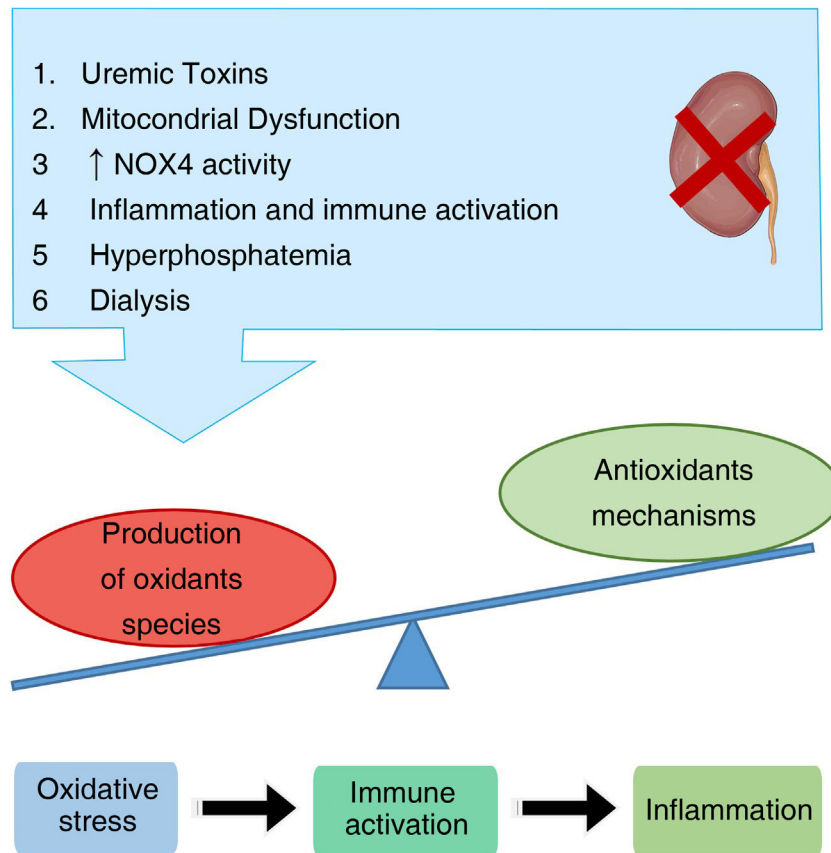 1. Uremic Toxins
2. Mitocondrial Dysfunction
3 ↑ NOX4 activity
4 Inflammation and immune activation
5 Hyperphosphatemia
6 Dialysis
Antioxidants
mechanisms
Production
of oxidants
species
Oxidative
stress
Immune
activation
Inflammation